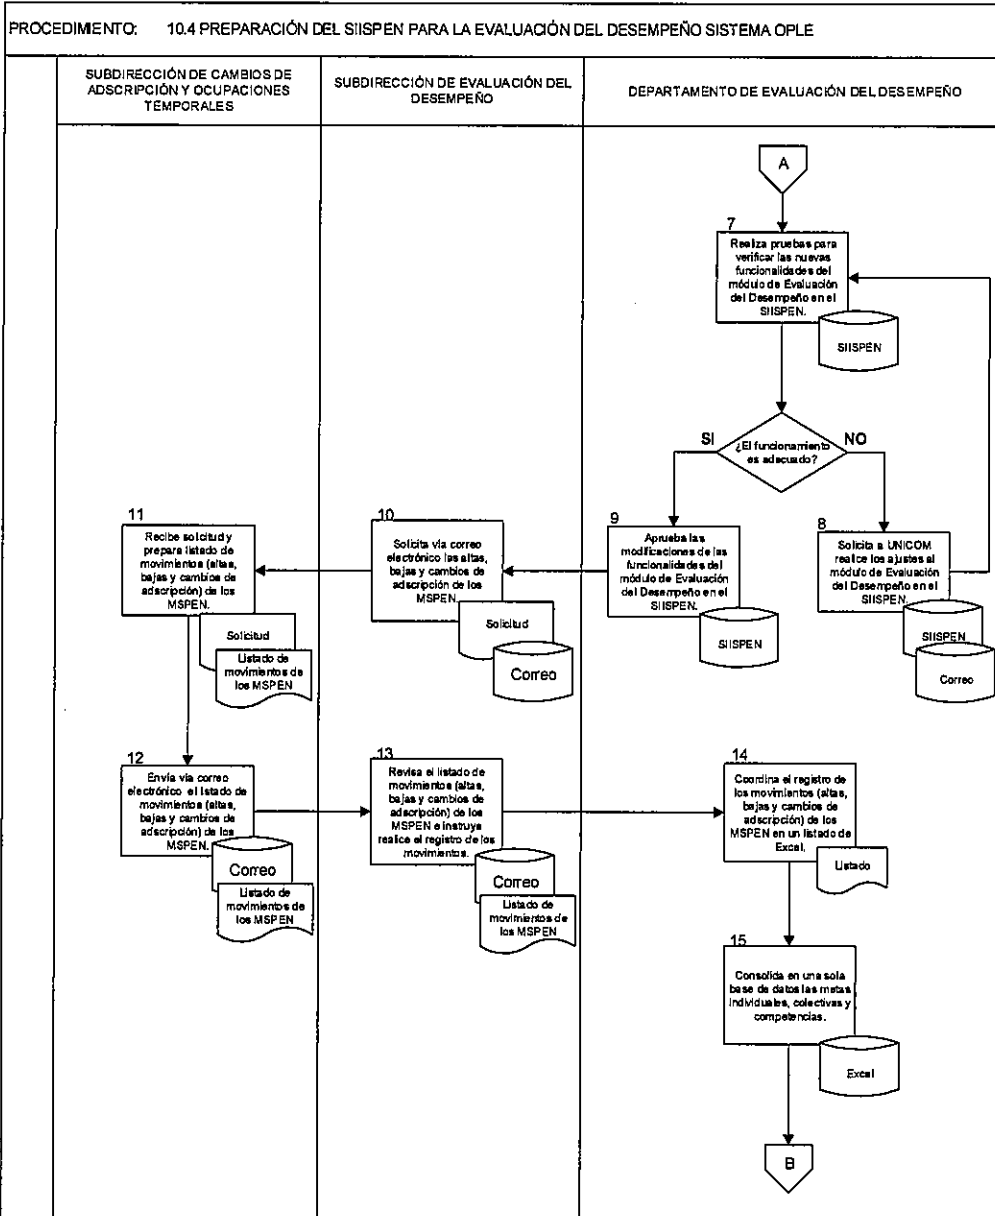 PROCEDIMIENTO: 10.4 PREPARACIÓN DEL SIISPEN PARA LA EVALUACIÓN DEL DESEMPEÑO SISTEMA OPLE
SUBDIRECCIÓN DE CAMBIOS DE
ADSCRIPCIÓN Y OCUPACIONES
TEMPORALES
SUBDIRECCIÓN DE EVALUACIÓN DEL
DESEMPEÑO
DEPARTAMENTO DE EVALUACIÓN DEL DESEMPEÑO
A
7
Realiza pruebas para
verificar las nuevas
funcionalidades del
módulo de Evaluación
del Desempeño en el
SIISPEN.
SIISPEN
¿El funcionamiento
es adecuado?
SI
NO
8
Solicita a UNICOM
realice los ajustes al
módulo de Evaluación
del Desempeño en el
SIISPEN.
SIISPEN
Correo
9
Aprueba las
modificaciones de las
funcionalidades del
módulo de Evaluación
del Desempeño en el
SIISPEN.
SIISPEN
10
Solicita vía correo
electrónico las altas,
bajas y cambios de
adscripción de los
MSPEN.
Solicitud
Correo
11
Recibe solicitud y
prepara listado de
movimientos (altas,
bajas y cambios de
adscripción) de los
MSPEN.
Solicitud
Listado de
movimientos de
los MSPEN
12
Envía vía correo
electrónico el listado de
movimientos (altas,
bajas y cambios de
adscripción) de los
MSPEN.
Correo
Listado de
movimientos de
los MSPEN
13
Revisa el listado de
movimientos (altas,
bajas y cambios de
adscripción) de los
MSPEN e instruye
realice el registro de los
movimientos.
Correo
Listado de
movimientos de
los MSPEN
14
Coordina el registro de
los movimientos (altas,
bajas y cambios de
adscripción) de los
MSPEN en un listado de
Excel.
Listado
15
Consolida en una sola
base de datos las metas
individuales, colectivas y
competencias.
Excel
B